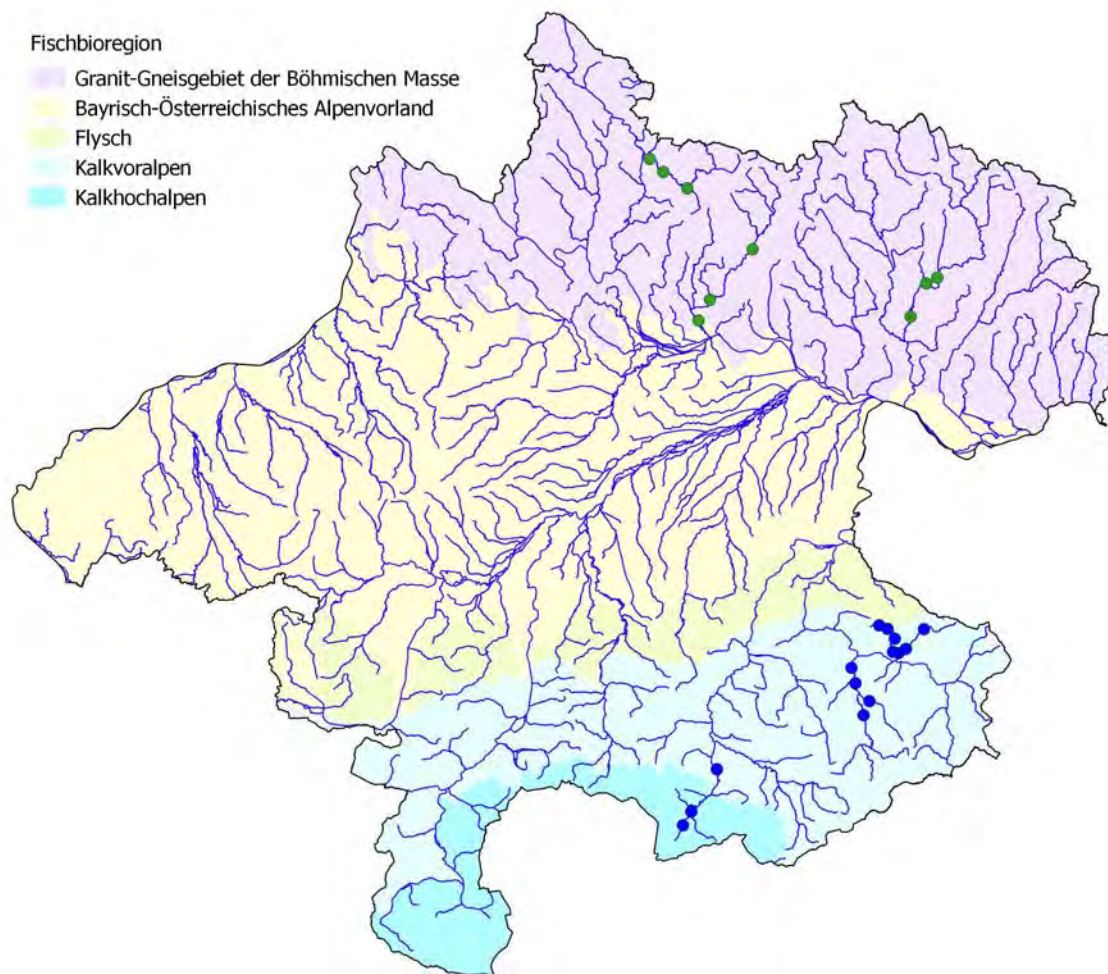 Fischbioregion
Granit-Gneisgebiet der Böhmischen Masse
Bayrisch-Österreichisches Alpenvorland
Flysch
Kalkvoralpen
Kalkhochalpen